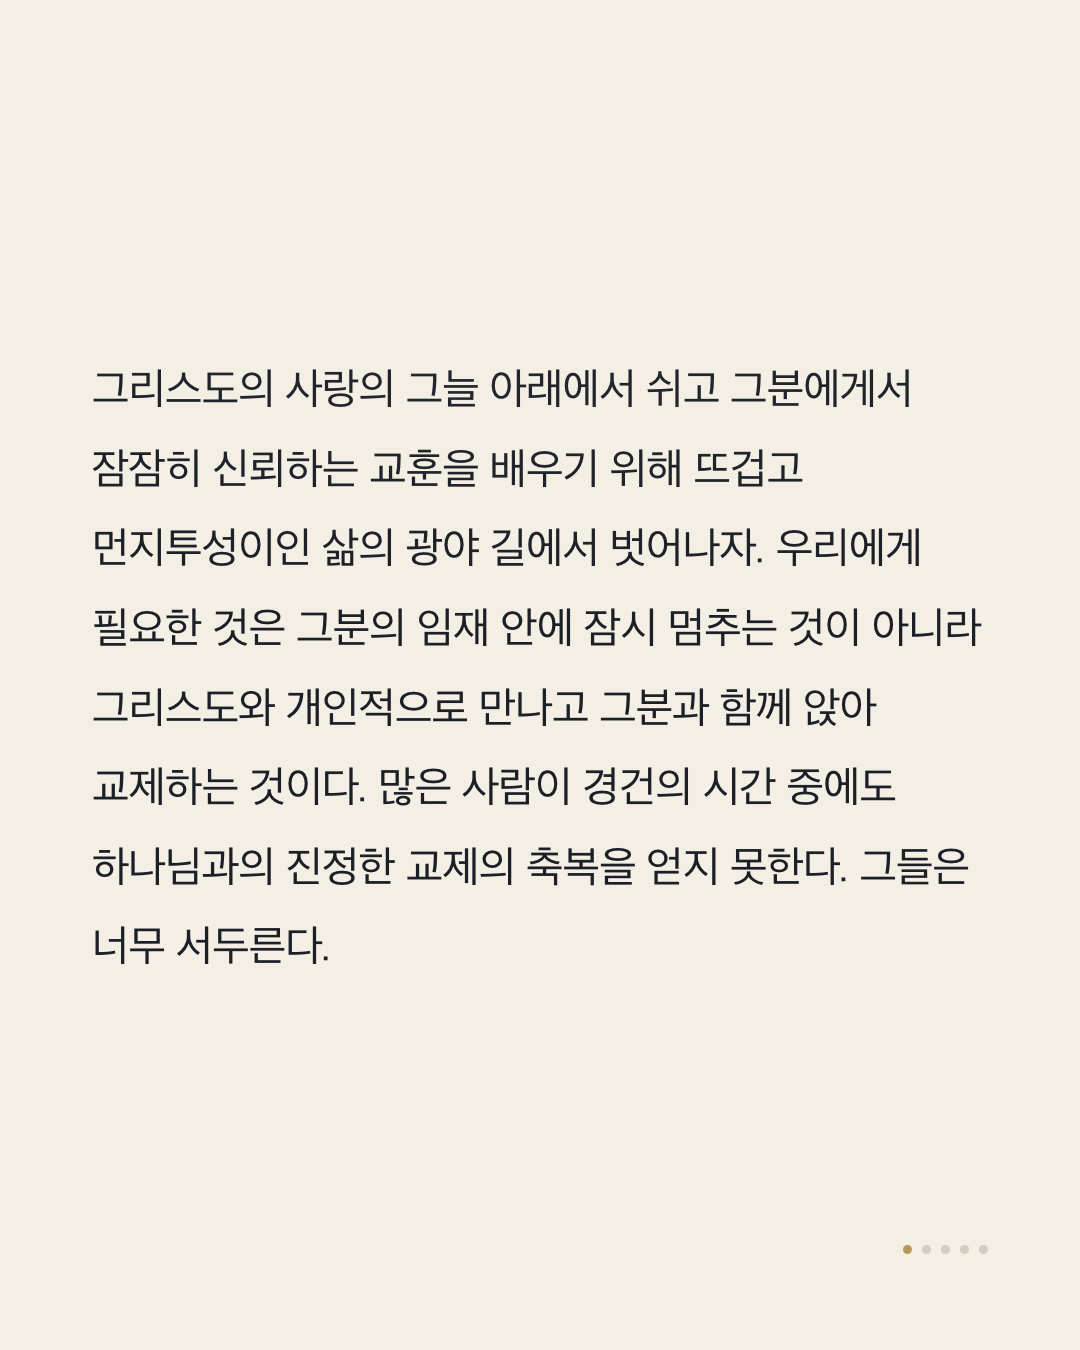 그리스도의 사랑의 그늘 아래에서 쉬고 그분에게서
잠잠히 신뢰하는 교훈을 배우기 위해 뜨겁고
먼지투성이인 삶의 광야 길에서 벗어나자. 우리에게
필요한 것은 그분의 임재 안에 잠시 멈추는 것이 아니라
그리스도와 개인적으로 만나고 그분과 함께 앉아
교제하는 것이다. 많은 사람이 경건의 시간 중에도
하나님과의 진정한 교제의 축복을 얻지 못한다. 그들은
너무 서두른다.